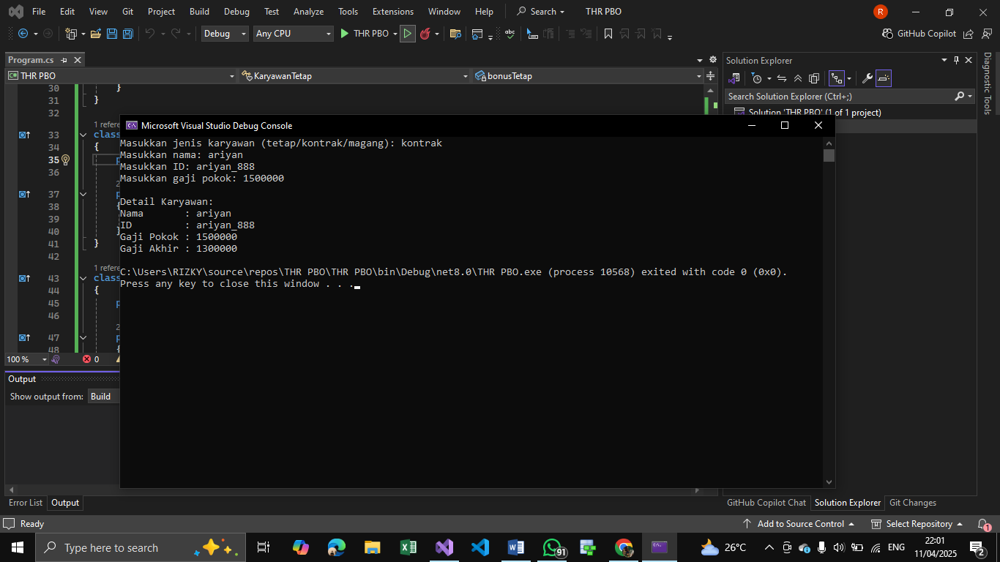 File Edit View Git Project Build Debug Test Analyze Tools Extensions Window Help Search THR PBO R
Debug Any CPU THR PBO GitHub Copilot
Program.cs
THR PBO KaryawanTetap bonusTetap
30 }
31 }
32
1 refere
33 class
34 {
35 p
36
2
37 p
38 {
39
40 }
41 }
42
1 refere
43 class
44 {
45 p
46
2
47 p
48 {
100 % 0
Microsoft Visual Studio Debug Console
Masukkan jenis karyawan (tetap/kontrak/magang): kontrak
Masukkan nama: ariyan
Masukkan ID: ariyan_888
Masukkan gaji pokok: 1500000
Detail Karyawan:
Nama : ariyan
ID : ariyan_888
Gaji Pokok : 1500000
Gaji Akhir : 1300000
C:\Users\RIZKY\source\repos\THR PBO\THR PBO\bin\Debug\net8.0\THR PBO.exe (process 10568) exited with code 0 (0x0).
Press any key to close this window . . .
Solution Explorer
Search Solution Explorer (Ctrl+;)
Solution 'THR PBO' (1 of 1 project)
Diagnostic Tools
Output
Show output from: Build
Error List Output
GitHub Copilot Chat Solution Explorer Git Changes
Ready Add to Source Control Select Repository 1
Type here to search 91 26°C ENG 22:01
11/04/2025 2